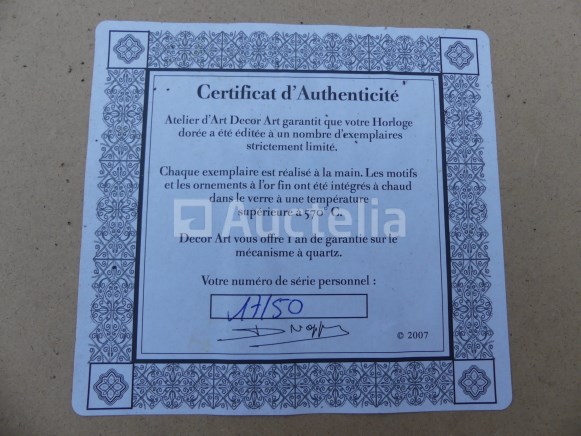 Certificat d'Authenticité
Atelier d'Art Decor Art garantit que votre Horloge
dorée a été éditée à un nombre d'exemplaires
strictement limité.
Chaque exemplaire est réalisé à la main. Les motifs
et les ornements à l'or fin ont été intégrés à chaud
dans le verre à une température
supérieure à 570° C.
Auctelia
Decor Art vous offre 1 an de garantie sur le
mécanisme à quartz.
Votre numéro de série personnel :
17/50
© 2007